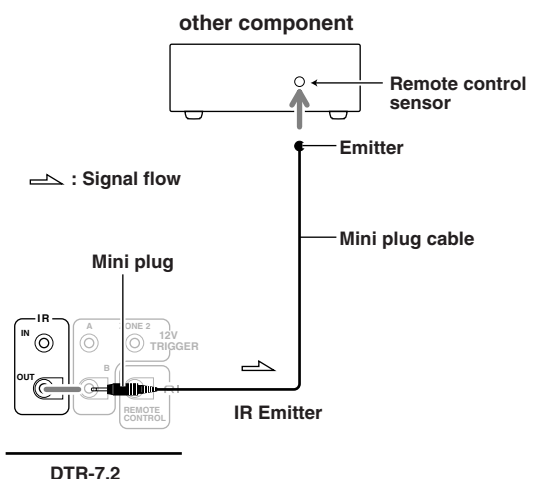 other component
Remote control
sensor
Emitter
: Signal flow
Mini plug cable
Mini plug
IR
IN
A
ZONE 2
12V
TRIGGER
OUT
B
REMOTE
CONTROL
IR Emitter
DTR-7.2